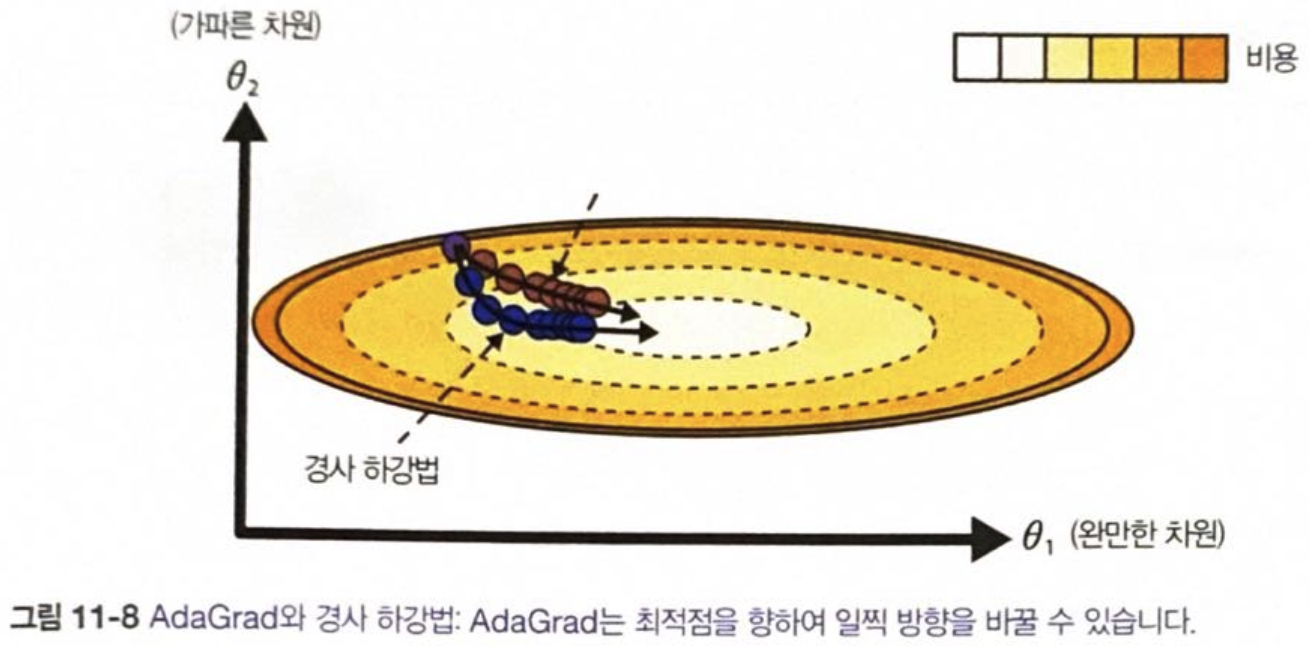 (가파른 차원)
θ₂
비용
경사 하강법
θ₁ (완만한 차원)
그림 11-8 AdaGrad와 경사 하강법: AdaGrad는 최적점을 향하여 일찍 방향을 바꿀 수 있습니다.